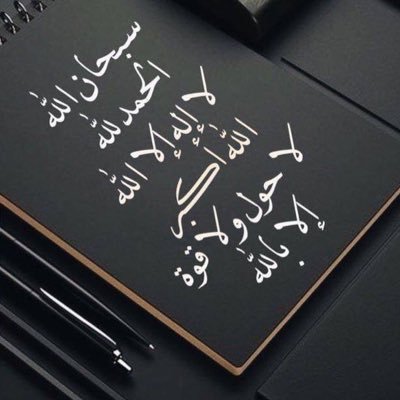 سبحان الله
الحمد لله
لا إله إلا الله
الله أكبر
لا حول ولا قوة
إلا بالله